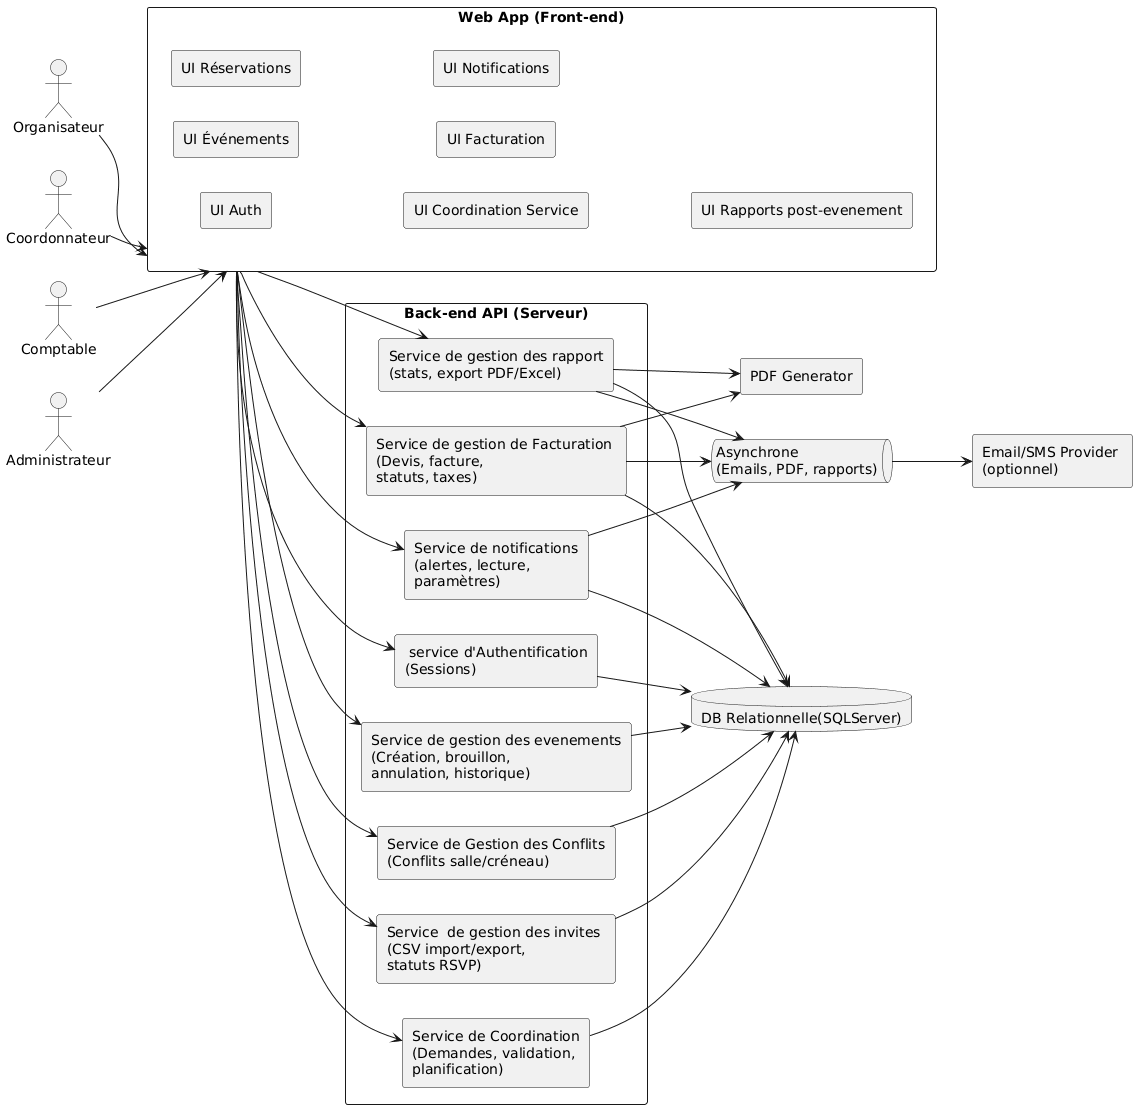 Web App (Front-end)
UI Réservations
UI Notifications
UI Événements
UI Facturation
UI Auth
UI Coordination Service
UI Rapports post-evenement
Organisateur
Coordonnateur
Comptable
Administrateur
Back-end API (Serveur)
Service de gestion des rapport
(stats, export PDF/Excel)
Service de gestion de Facturation
(Devis, facture,
statuts, taxes)
Service de notifications
(alertes, lecture,
paramètres)
service d'Authentification
(Sessions)
Service de gestion des evenements
(Création, brouillon,
annulation, historique)
Service de Gestion des Conflits
(Conflits salle/créneau)
Service  de gestion des invites
(CSV import/export,
statuts RSVP)
Service de Coordination
(Demandes, validation,
planification)
PDF Generator
Asynchrone
(Emails, PDF, rapports)
Email/SMS Provider
(optionnel)
DB Relationnelle(SQLServer)